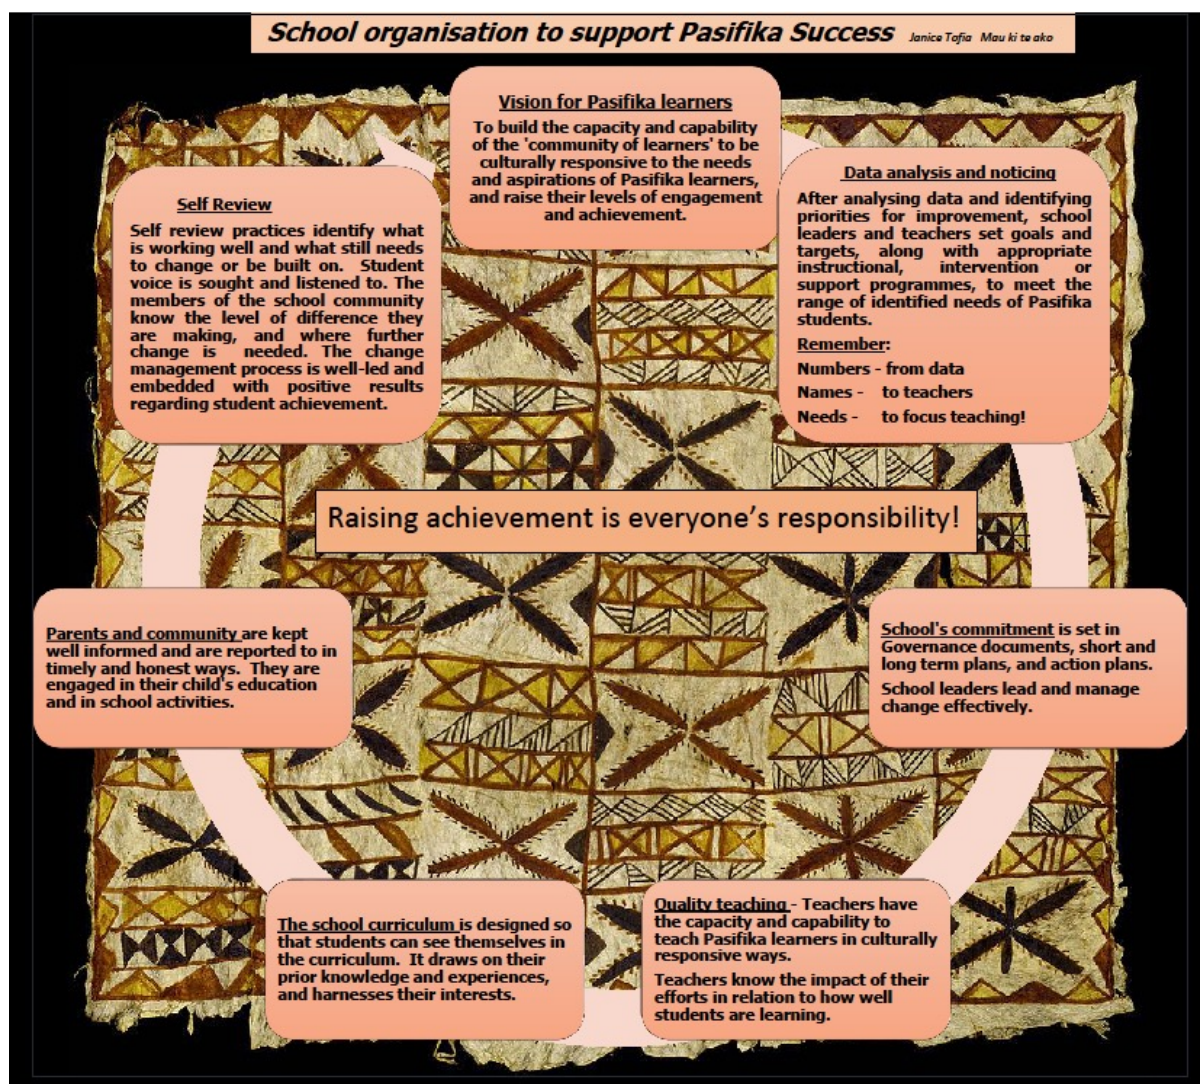 School organisation to support Pasifika Success Janice Tofia Mau ki te ako
Vision for Pasifika learners
To build the capacity and capability
of the 'community of learners' to be
culturally responsive to the needs
and aspirations of Pasifika learners,
and raise their levels of engagement
and achievement.
Data analysis and noticing
After analysing data and identifying
priorities for improvement, school
leaders and teachers set goals and
targets, along with appropriate
instructional, intervention or
support programmes, to meet the
range of identified needs of Pasifika
students.
Remember:
Numbers - from data
Names - to teachers
Needs - to focus teaching!
School's commitment is set in
Governance documents, short and
long term plans, and action plans.
School leaders lead and manage
change effectively.
Quality teaching - Teachers have
the capacity and capability to
teach Pasifika learners in culturally
responsive ways.
Teachers know the impact of their
efforts in relation to how well
students are learning.
The school curriculum is designed so
that students can see themselves in
the curriculum. It draws on their
prior knowledge and experiences,
and harnesses their interests.
Parents and community are kept
well informed and are reported to in
timely and honest ways. They are
engaged in their child's education
and in school activities.
Self Review
Self review practices identify what
is working well and what still needs
to change or be built on. Student
voice is sought and listened to. The
members of the school community
know the level of difference they
are making, and where further
change is needed. The change
management process is well-led and
embedded with positive results
regarding student achievement.
Raising achievement is everyone's responsibility!